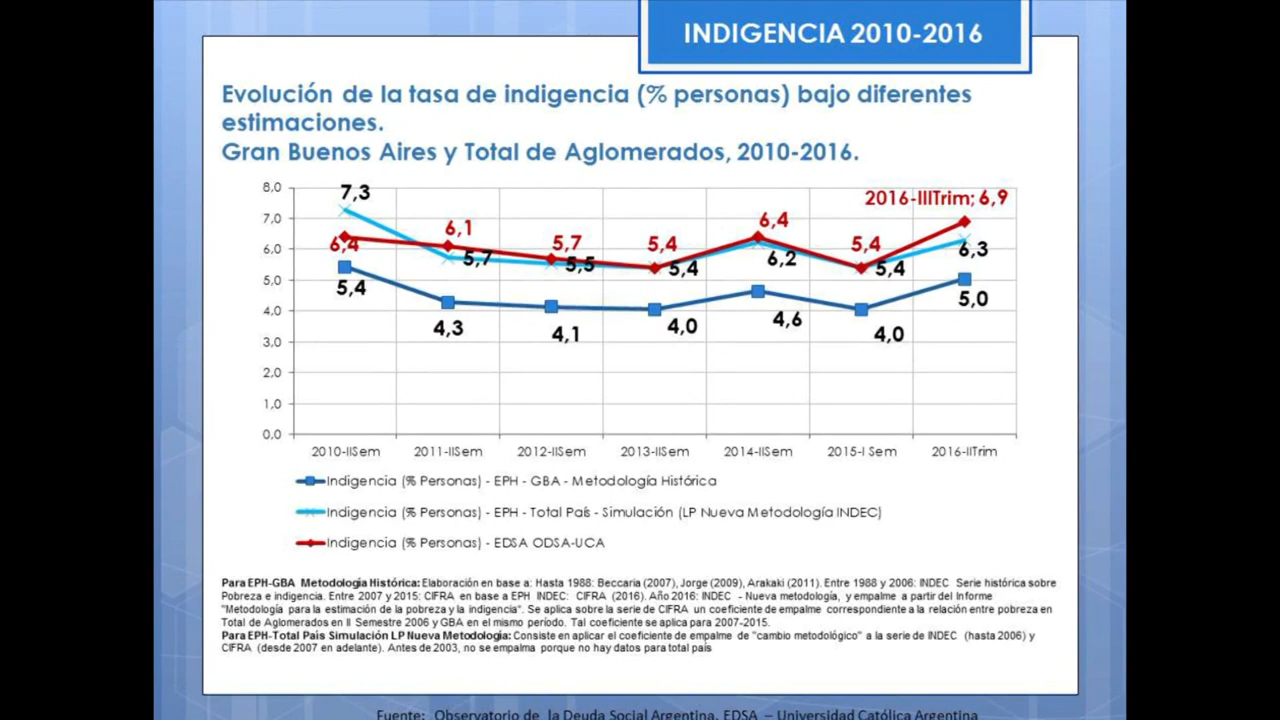 INDIGENCIA 2010-2016
Evolución de la tasa de indigencia (% personas) bajo diferentes
estimaciones.
Gran Buenos Aires y Total de Aglomerados, 2010-2016.
8,0
7,0
6,0
5,0
4,0
3,0
2,0
1,0
0,0
7,3
2016-IIITrim; 6,9
6,4
6,1
5,7
5,4
6,4
5,4
5,7
5,5
5,4
6,2
5,4
6,3
5,4
4,3
4,1
4,0
4,6
4,0
5,0
2010-IISem
2011-IISem
2012-IISem
2013-IISem
2014-IISem
2015-I Sem
2016-IITrim
Indigencia (% Personas) - EPH - GBA - Metodología Histórica
Indigencia (% Personas) - EPH - Total País - Simulación (LP Nueva Metodología INDEC)
Indigencia (% Personas) - EDSA ODSA-UCA
Para EPH-GBA Metodología Histórica: Elaboración en base a: Hasta 1988: Beccaria (2007), Jorge (2009), Arakaki (2011). Entre 1988 y 2006: INDEC Serie histórica sobre
Pobreza e indigencia. Entre 2007 y 2015: CIFRA en base a EPH INDEC: CIFRA (2016). Año 2016: INDEC - Nueva metodología, y empalme a partir del Informe
"Metodología para la estimación de la pobreza y la indigencia". Se aplica sobre la serie de CIFRA un coeficiente de empalme correspondiente a la relación entre pobreza en
Total de Aglomerados en II Semestre 2006 y GBA en el mismo período. Tal coeficiente se aplica para 2007-2015.
Para EPH-Total País Simulación LP Nueva Metodología: Consiste en aplicar el coeficiente de empalme de "cambio metodológico" a la serie de INDEC (hasta 2006) y
CIFRA (desde 2007 en adelante). Antes de 2003, no se empalma porque no hay datos para total país
Fuente: Observatorio de la Deuda Social Argentina, EDSA – Universidad Católica Argentina